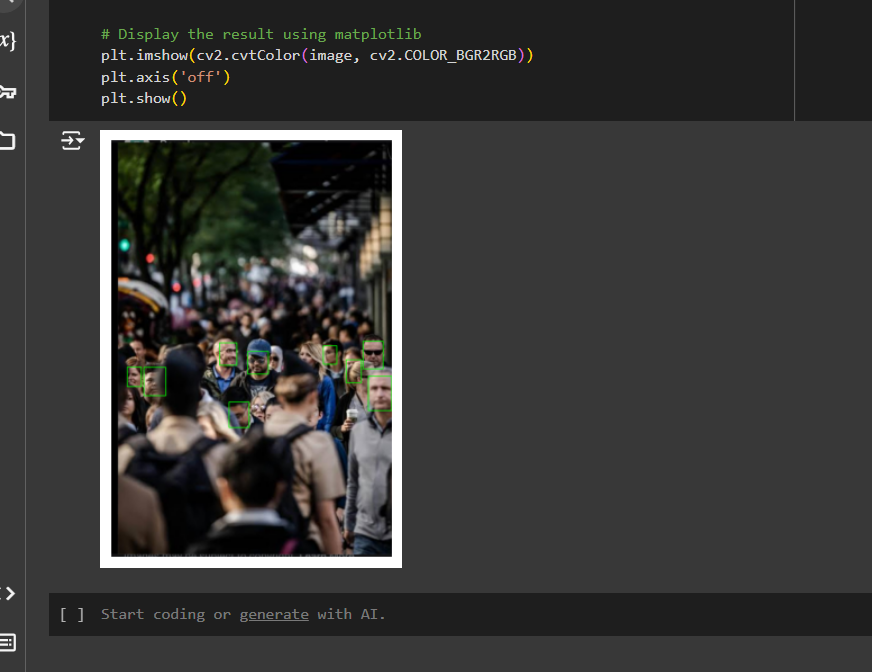 # Display the result using matplotlib
plt.imshow(cv2.cvtColor(image, cv2.COLOR_BGR2RGB))
plt.axis('off')
plt.show()
[ ] Start coding or generate with AI.